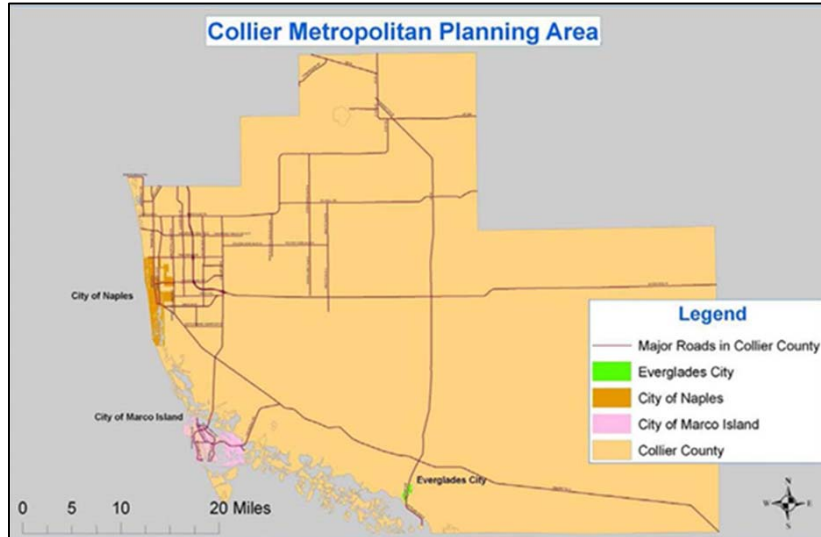 Collier Metropolitan Planning Area
City of Naples
City of Marco Island
Everglades City
Legend
Major Roads in Collier County
Everglades City
City of Naples
City of Marco Island
Collier County
N
W E
S
0 5 10 20 Miles